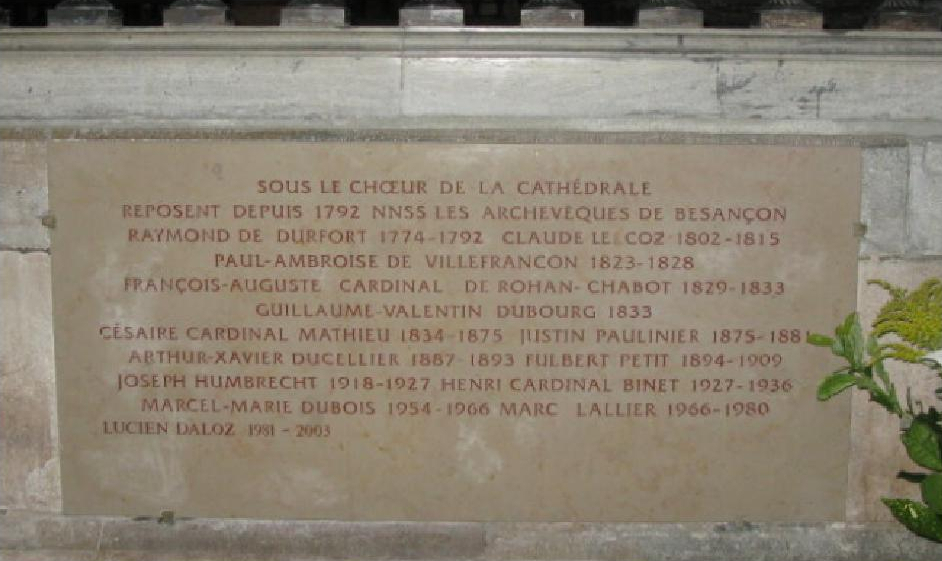 SOUS LE CHŒUR DE LA CATHÉDRALE
REPOSENT DEPUIS 1792 NNSS LES ARCHEVEQUES DE BESANÇON
RAYMOND DE DURFORT 1774-1792 CLAUDE LE COZ 1802-1815
PAUL-AMBROISE DE VILLEFRANCON 1823-1828
FRANÇOIS-AUGUSTE CARDINAL DE ROHAN-CHABOT 1829-1833
GUILLAUME-VALENTIN DUBOURG 1833
CÉSAIRE CARDINAL MATHIEU 1834-1875 JUSTIN PAULINIER 1875-1881
ARTHUR-XAVIER DUCELLIER 1887-1893 FULBERT PETIT 1894-1909
JOSEPH HUMBRECHT 1918-1927 HENRI CARDINAL BINET 1927-1936
MARCEL-MARIE DUBOIS 1954-1966 MARC LALLIER 1966-1980
LUCIEN DALOZ 1981 - 2003